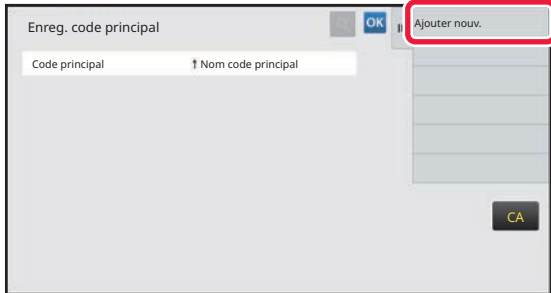 Enreg. code principal
OK
Ajouter nouv.
Code principal
Nom code principal
CA